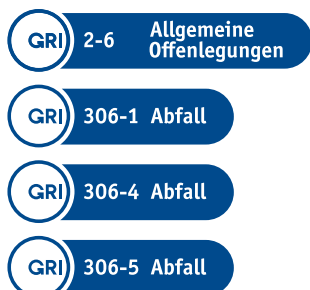 GRI 2-6 Allgemeine
Offenlegungen
GRI 306-1 Abfall
GRI 306-4 Abfall
GRI 306-5 Abfall